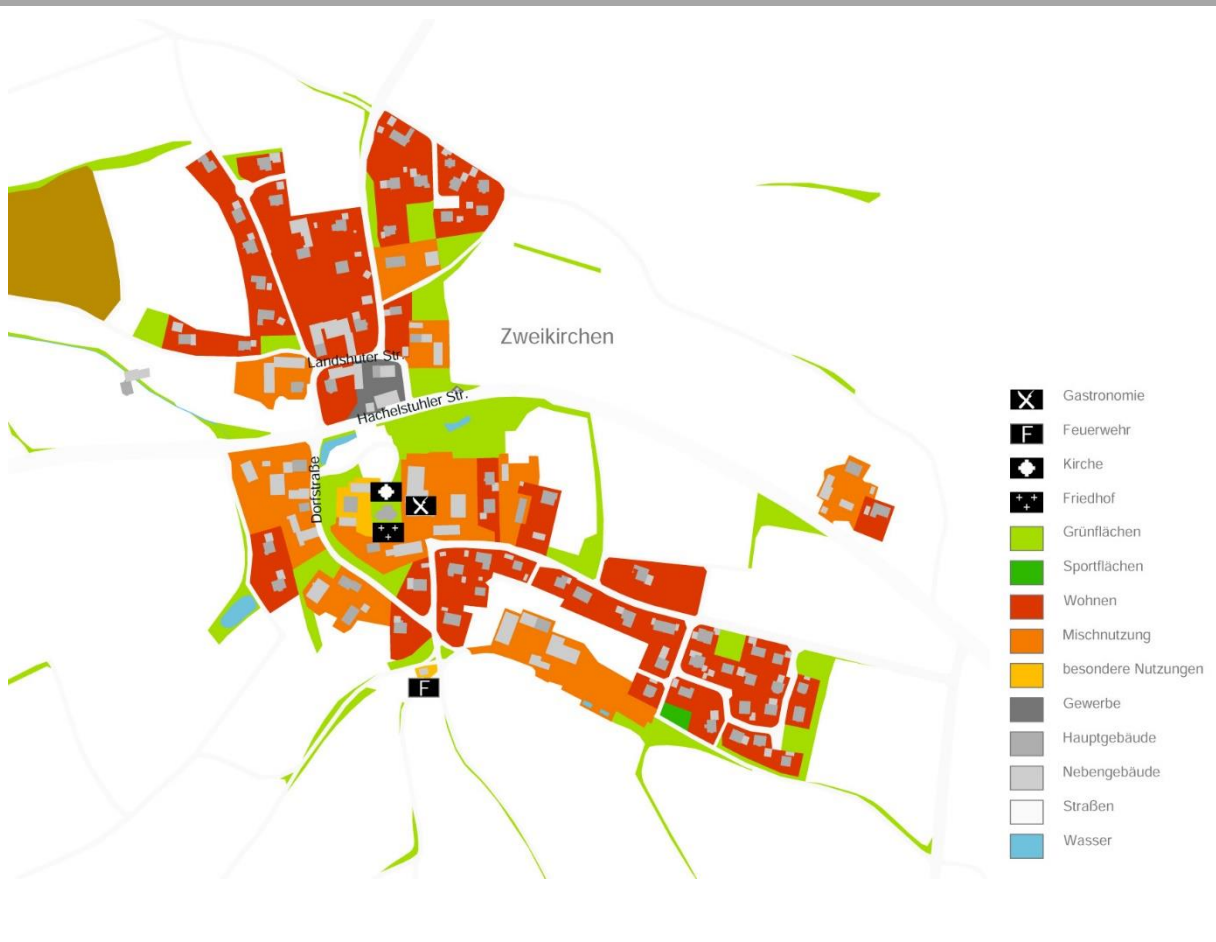 Zweikirchen
Landshuter Str.
Hachelstuhler Str.
Dorfstraße
F
Gastronomie
F
Feuerwehr
Kirche
Friedhof
Grünflächen
Sportflächen
Wohnen
Mischnutzung
besondere Nutzungen
Gewerbe
Hauptgebäude
Nebengebäude
Straßen
Wasser